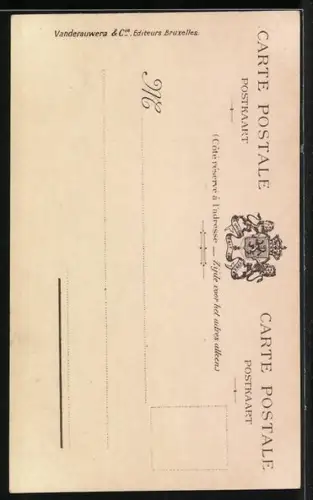 Vanderauwera & Cie. Editeurs Bruxelles.
CARTE POSTALE CARTE POSTALE
POSTKAART POSTKAART
(Côté réservé à l'adresse — Zijde voor het adres alleen)
M